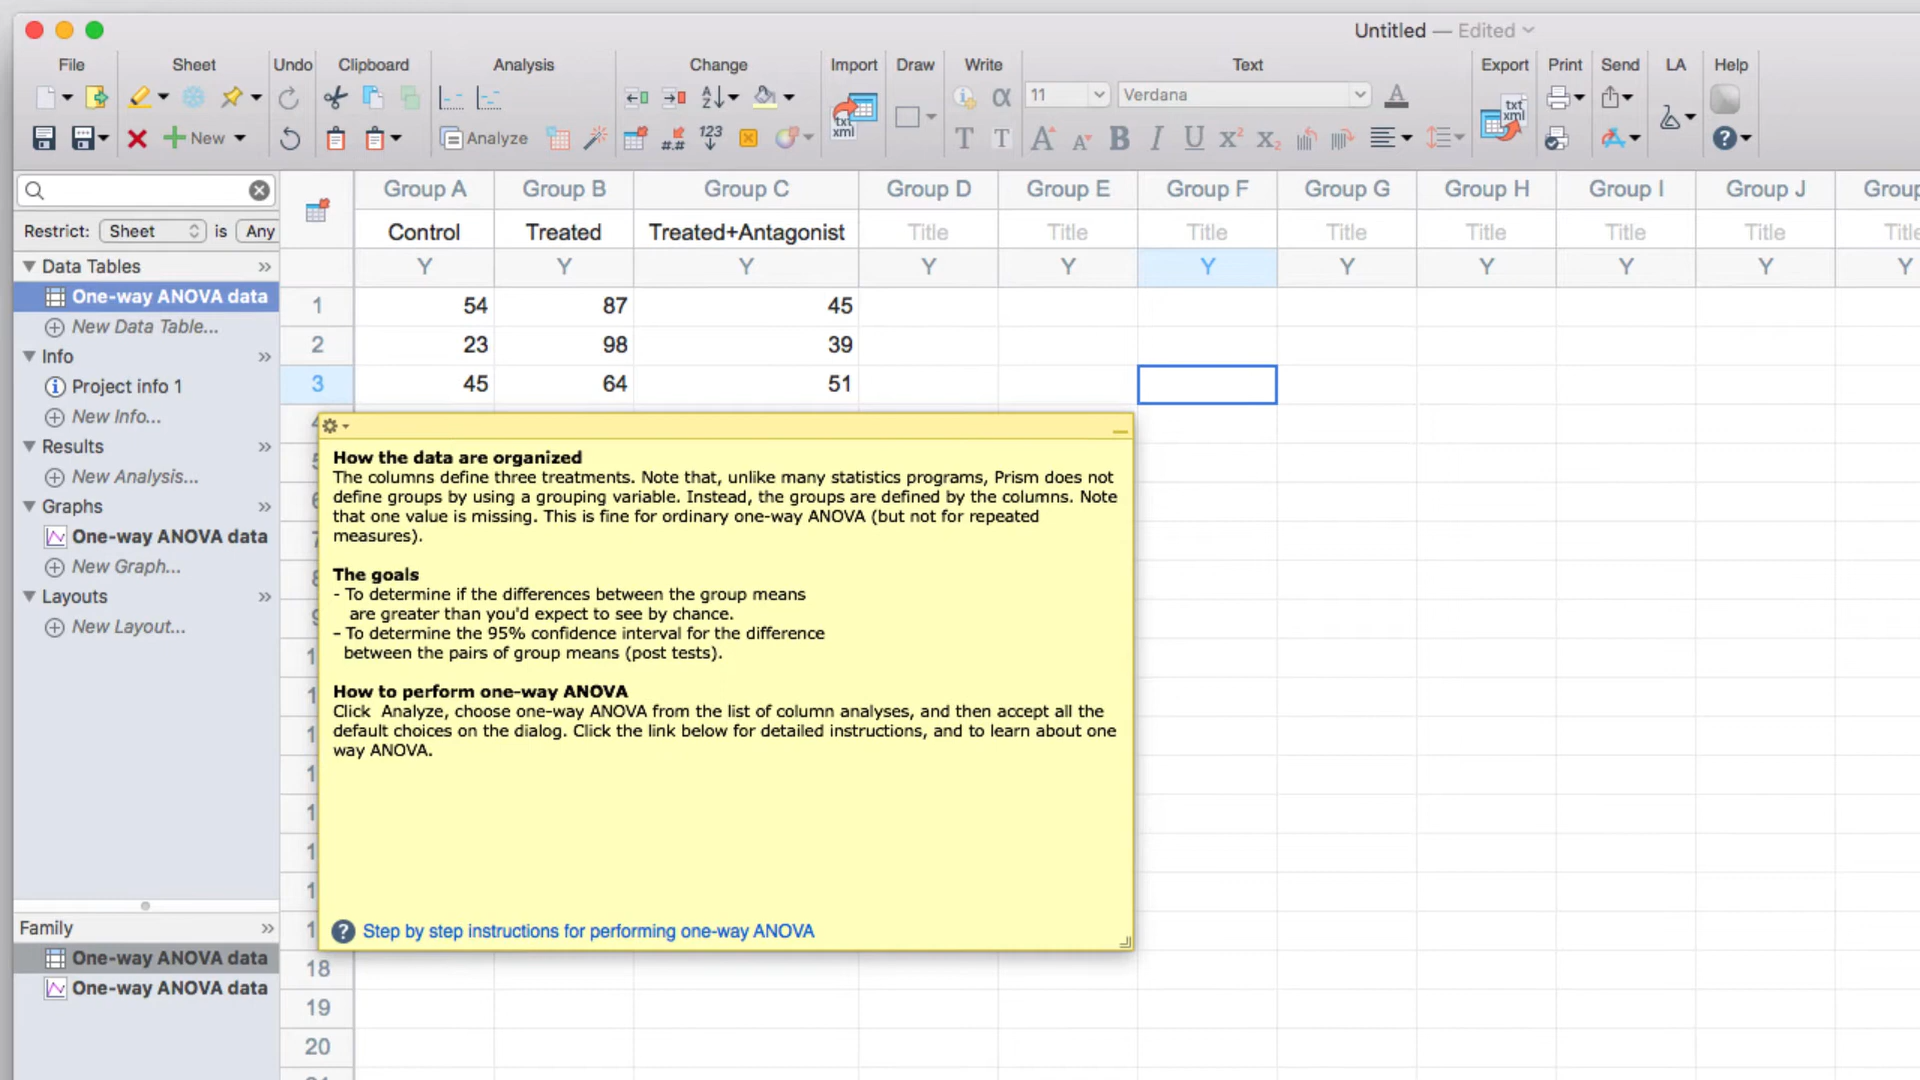 Untitled — Edited
File Sheet Undo Clipboard Analysis Change Import Draw Write Text Export Print Send LA Help
11 Verdana
New Analyze
Group A Group B Group C Group D Group E Group F Group G Group H Group I Group J
Restrict: Sheet is Any
Control Treated Treated+Antagonist Title Title Title Title Title Title Title
Y Y Y Y Y Y Y Y Y Y Y
Data Tables
One-way ANOVA data
New Data Table...
Info
Project info 1
New Info...
Results
New Analysis...
Graphs
One-way ANOVA data
New Graph...
Layouts
New Layout...
Family
One-way ANOVA data
One-way ANOVA data
1 54 87 45
2 23 98 39
3 45 64 51
How the data are organized
The columns define three treatments. Note that, unlike many statistics programs, Prism does not
define groups by using a grouping variable. Instead, the groups are defined by the columns. Note
that one value is missing. This is fine for ordinary one-way ANOVA (but not for repeated
measures).
The goals
- To determine if the differences between the group means
are greater than you'd expect to see by chance.
- To determine the 95% confidence interval for the difference
between the pairs of group means (post tests).
How to perform one-way ANOVA
Click Analyze, choose one-way ANOVA from the list of column analyses, and then accept all the
default choices on the dialog. Click the link below for detailed instructions, and to learn about one
way ANOVA.
Step by step instructions for performing one-way ANOVA
18
19
20